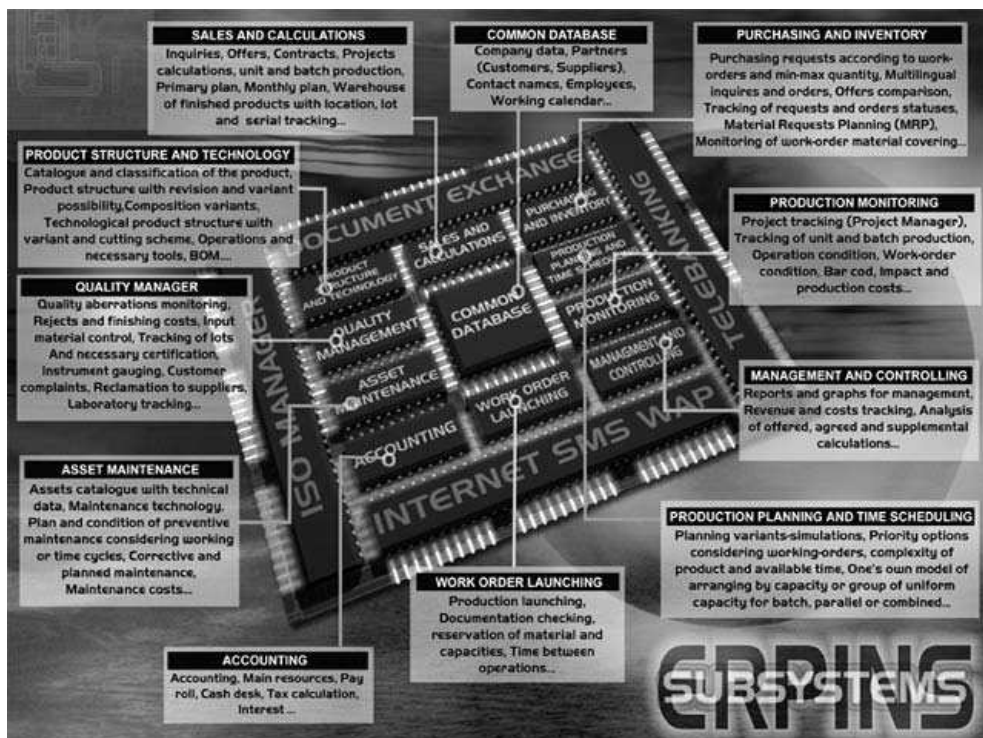 SALES AND CALCULATIONS
Inquiries, Offers, Contracts, Projects
calculations, unit and batch production,
Primary plan, Monthly plan, Warehouse
of finished products with location, lot
and serial tracking...
COMMON DATABASE
Company data, Partners
(Customers, Suppliers),
Contact names, Employees,
Working calendar...
PURCHASING AND INVENTORY
Purchasing requests according to work-
orders and min-max quantity, Multilingual
inquires and orders, Offers comparison,
Tracking of requests and orders statuses,
Material Requests Planning (MRP),
Monitoring of work-order material covering...
PRODUCT STRUCTURE AND TECHNOLOGY
Catalogue and classification of the product,
Product structure with revision and variant
possibility,Composition variants,
Technological product structure with
variant and cutting scheme, Operations and
necessary tools, BOM...
PRODUCTION MONITORING
Project tracking (Project Manager),
Tracking of unit and batch production,
Operation condition, Work-order
condition, Bar cod, Impact and
production costs...
QUALITY MANAGER
Quality aberrations monitoring,
Rejects and finishing costs, Input
material control, Tracking of lots
And necessary certification,
Instrument gauging, Customer
complaints, Reclamation to suppliers,
Laboratory tracking...
MANAGEMENT AND CONTROLLING
Reports and graphs for management,
Revenue and costs tracking, Analysis
of offered, agreed and supplemental
calculations...
ASSET MAINTENANCE
Assets catalogue with technical
data, Maintenance technology,
Plan and condition of preventive
maintenance considering working
or time cycles, Corrective and
planned maintenance,
Maintenance costs...
PRODUCTION PLANNING AND TIME SCHEDULING
Planning variants-simulations, Priority options
considering working-orders, complexity of
product and available time, One's own model of
arranging by capacity or group of uniform
capacity for batch, parallel or combined...
WORK ORDER LAUNCHING
Production launching,
Documentation checking,
reservation of material and
capacities, Time between
operations...
ACCOUNTING
Accounting, Main resources, Pay
roll, Cash desk, Tax calculation,
Interest ...
DOCUMENT EXCHANGE
TELEBANKING
ISO MANAGER
INTERNET SMS WAP
PRODUCT
STRUCTURE
AND TECHNOLOGY
SALES AND
CALCULATIONS
PURCHASING
AND INVENTORY
PRODUCTION
PLANNING AND
TIME
QUALITY
MANAGEMENT
COMMON
DATABASE
PRODUCTION
MONITORING
ASSET
MAINTENANCE
WORK ORDER
LAUNCHING
MANAGMENT AND
CONTROLLING
ACCOUNTING
ERPINS
SUBSYSTEMS